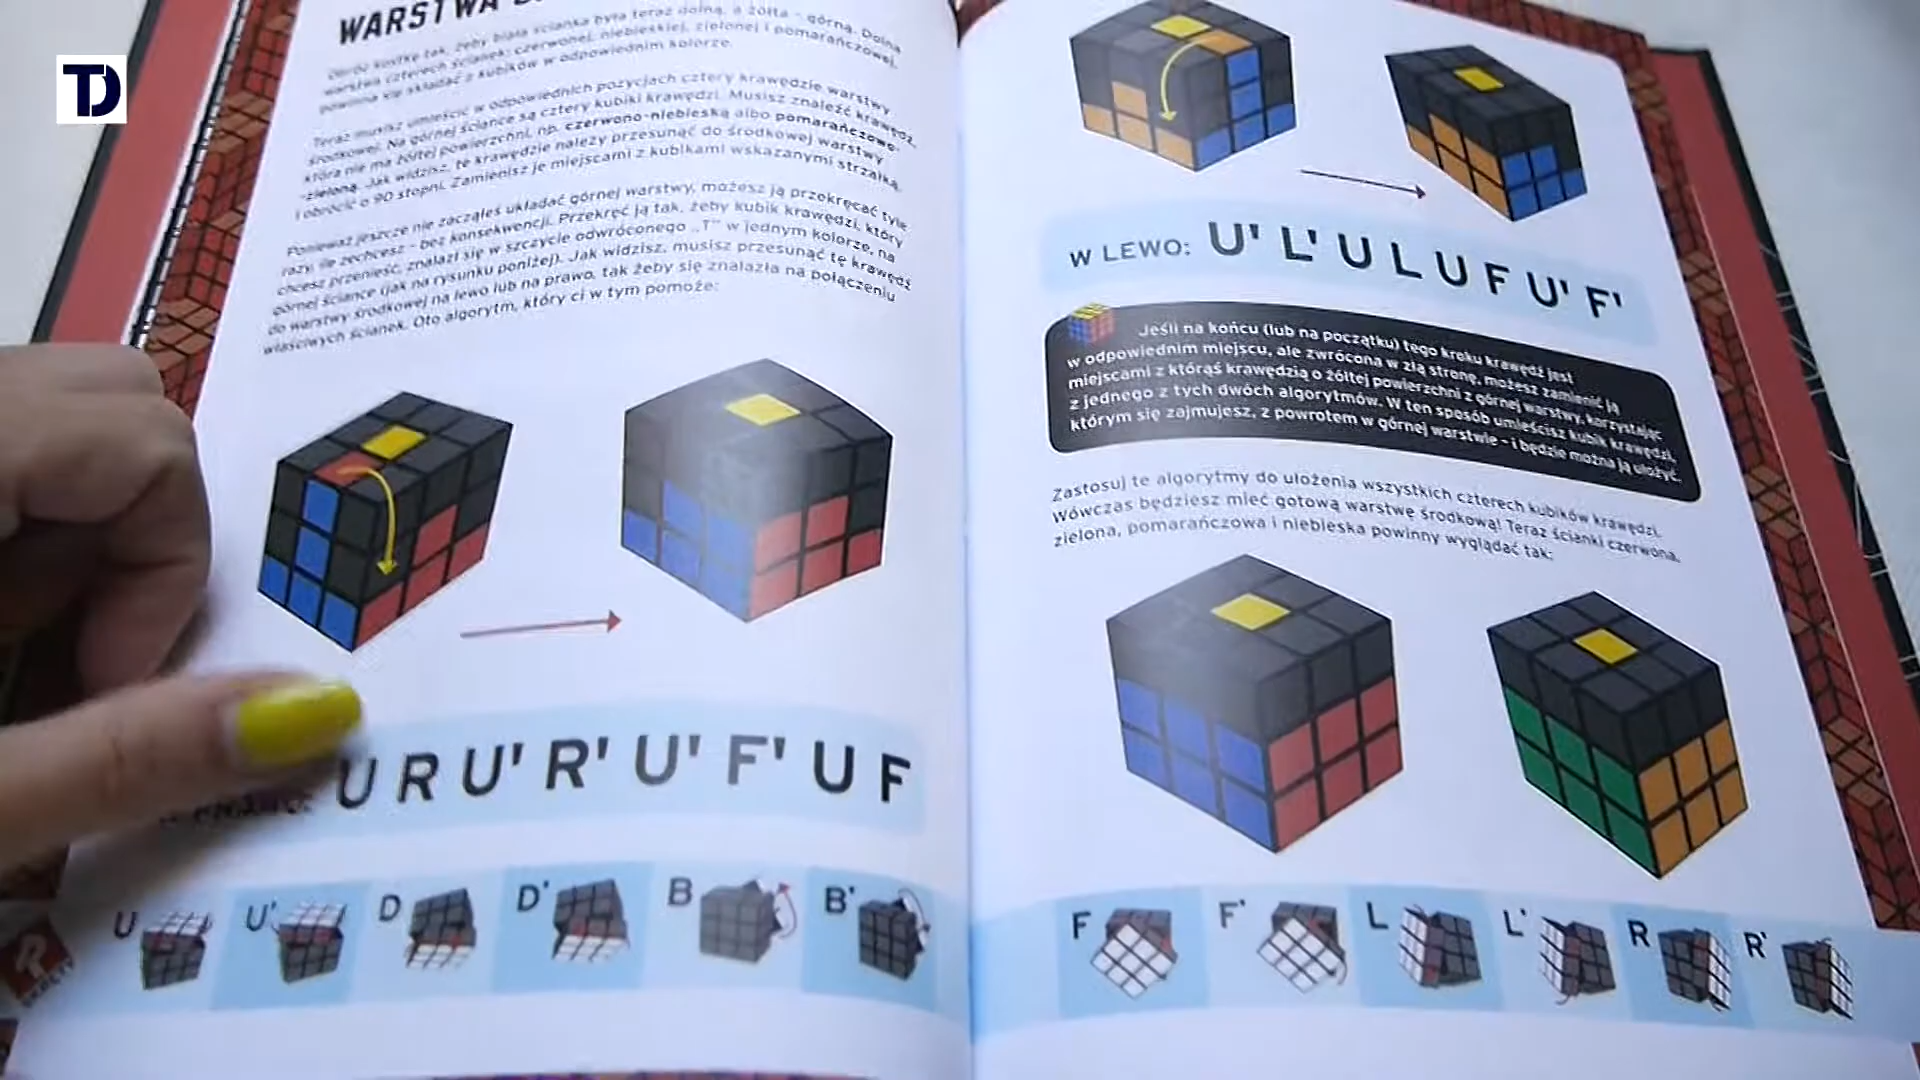 TD
WARSTWA
Obróć kostkę tak, żeby biała ścianka była teraz dolną, a żółta - górną. Dolna
warstwa czterech ścianek: czerwonej, niebieskiej, zielonej i pomarańczowej,
powinna się składać z kubików w odpowiednim kolorze.
Teraz musisz umieścić w odpowiednich pozycjach cztery krawędzie warstwy
środkowej. Na górnej ściance są cztery kubiki krawędzi. Musisz znaleźć krawędź,
która nie ma żółtej powierzchni, np. czerwono-niebieską albo pomarańczowo-
-zieloną. Jak widzisz, te krawędzie należy przesunąć do środkowej warstwy
i obrócić o 90 stopni. Zamienisz je miejscami z kubikami wskazanymi strzałką.
Ponieważ jeszcze nie zacząłeś układać górnej warstwy, możesz ją przekręcać tyle
razy, ile zechcesz - bez konsekwencji. Przekręć ją tak, żeby kubik krawędzi, który
chcesz przenieść, znalazł się w szczycie odwróconego „T” w jednym kolorze, na
górnej ściance (jak na rysunku poniżej). Jak widzisz, musisz przesunąć tę krawędź
do warstwy środkowej na lewo lub na prawo, tak żeby się znalazła na połączeniu
właściwych ścianek. Oto algorytm, który ci w tym pomoże:
U R U' R' U' F' U F
U U' D D' B B'
W LEWO: U' L' U L U F U' F'
Jeśli na końcu (lub na początku) tego kroku krawędź jest
w odpowiednim miejscu, ale zwrócona w złą stronę, możesz zamienić ją
miejscami z którąś krawędzią o żółtej powierzchni z górnej warstwy, korzystając
z jednego z tych dwóch algorytmów. W ten sposób umieścisz kubik krawędzi,
którym się zajmujesz, z powrotem w górnej warstwie - i będzie można ją ułożyć.
Zastosuj te algorytmy do ułożenia wszystkich czterech kubików krawędzi.
Wówczas będziesz mieć gotową warstwę środkową! Teraz ścianki czerwona,
zielona, pomarańczowa i niebieska powinny wyglądać tak:
F F' L L' R R'